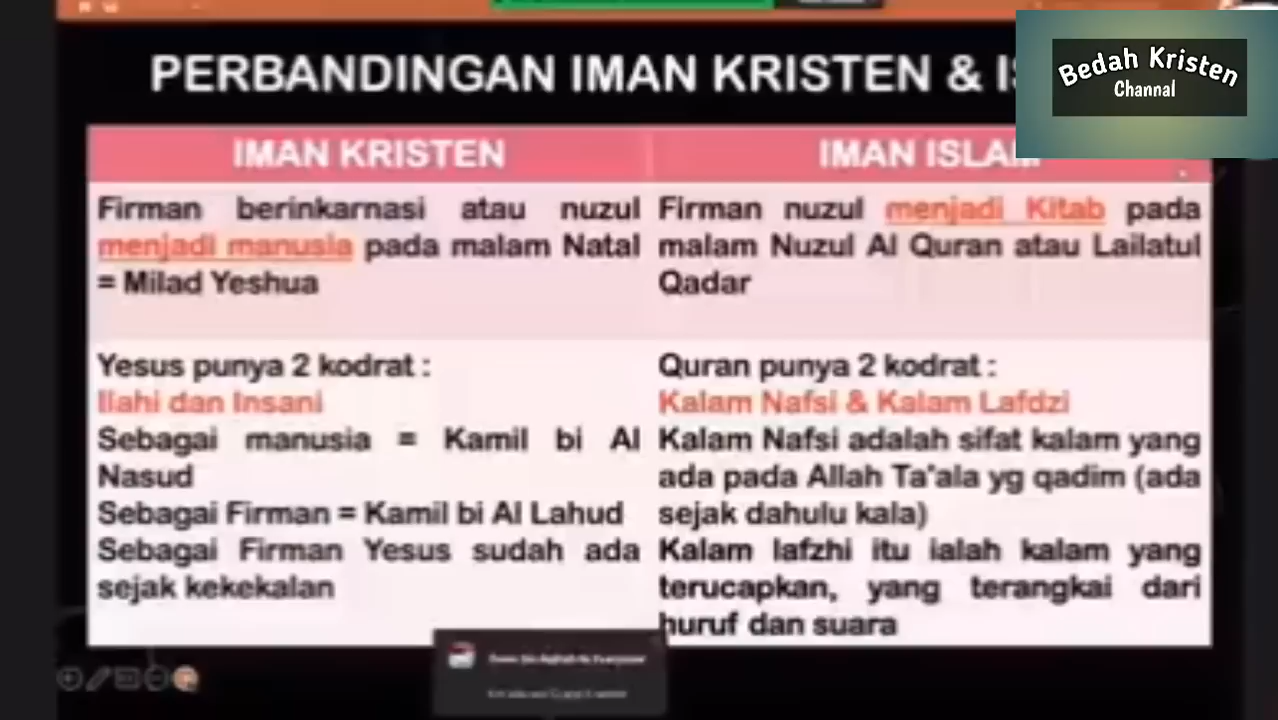 PERBANDINGAN IMAN KRISTEN &
Bedah Kristen
Channal
IMAN KRISTEN
IMAN ISLAM
Firman berinkarnasi atau nuzul
menjadi manusia pada malam Natal
= Milad Yeshua
Firman nuzul menjadi Kitab pada
malam Nuzul Al Quran atau Lailatul
Qadar
Yesus punya 2 kodrat :
Ilahi dan Insani
Sebagai manusia = Kamil bi Al
Nasud
Sebagai Firman = Kamil bi Al Lahud
Sebagai Firman Yesus sudah ada
sejak kekekalan
Quran punya 2 kodrat :
Kalam Nafsi & Kalam Lafdzi
Kalam Nafsi adalah sifat kalam yang
ada pada Allah Ta'ala yg qadim (ada
sejak dahulu kala)
Kalam lafzhi itu ialah kalam yang
terucapkan, yang terangkai dari
huruf dan suara